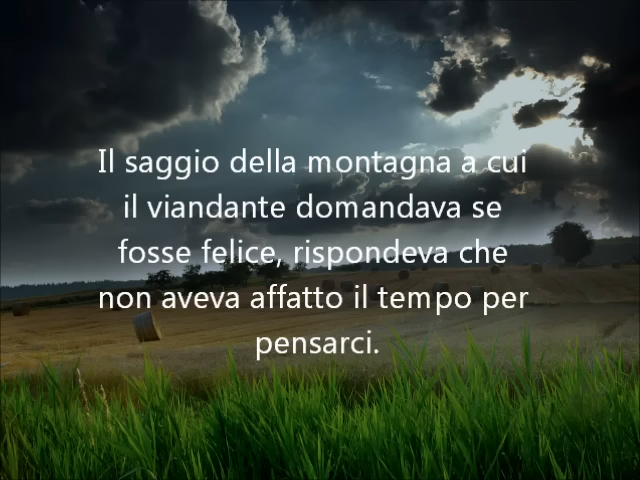 Il saggio della montagna a cui
il viandante domandava se
fosse felice, rispondeva che
non aveva affatto il tempo per
pensarci.